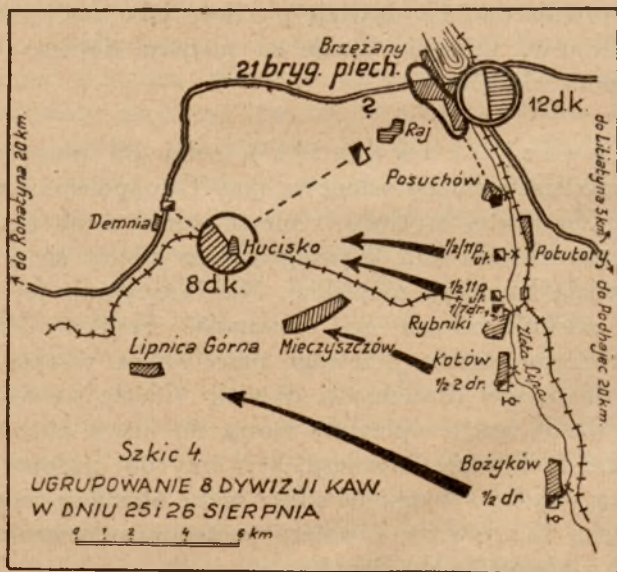 Brzeżany
21 bryg. piech.
12 d.k.
?
Raj
Posuchów
do Litiatyna 5 km.
do Rohatyna 20 km.
Demnia
Hucisko
8 d.k.
½/11 p.
uł.
Potutory
½ 11 p.
uł.
½ 7 dr.
Rybniki
Mieczyszczów
Lipnica Górna
Kotów
½ 2 dr.
Złota Lipa
do Podhajec 20 km.
Bożyków
½ dr
Szkic 4.
UGRUPOWANIE 8 DYWIZJI KAW.
W DNIU 25 i 26 SIERPNIA
0 1 2 4 6 km